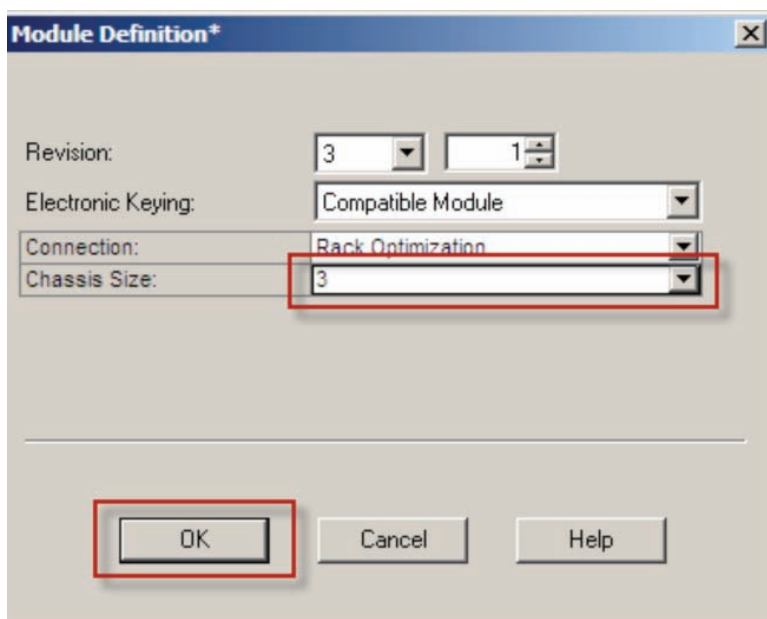 Module Definition*
Revision: 3 1
Electronic Keying: Compatible Module
Connection: Rack Optimization
Chassis Size: 3
OK Cancel Help